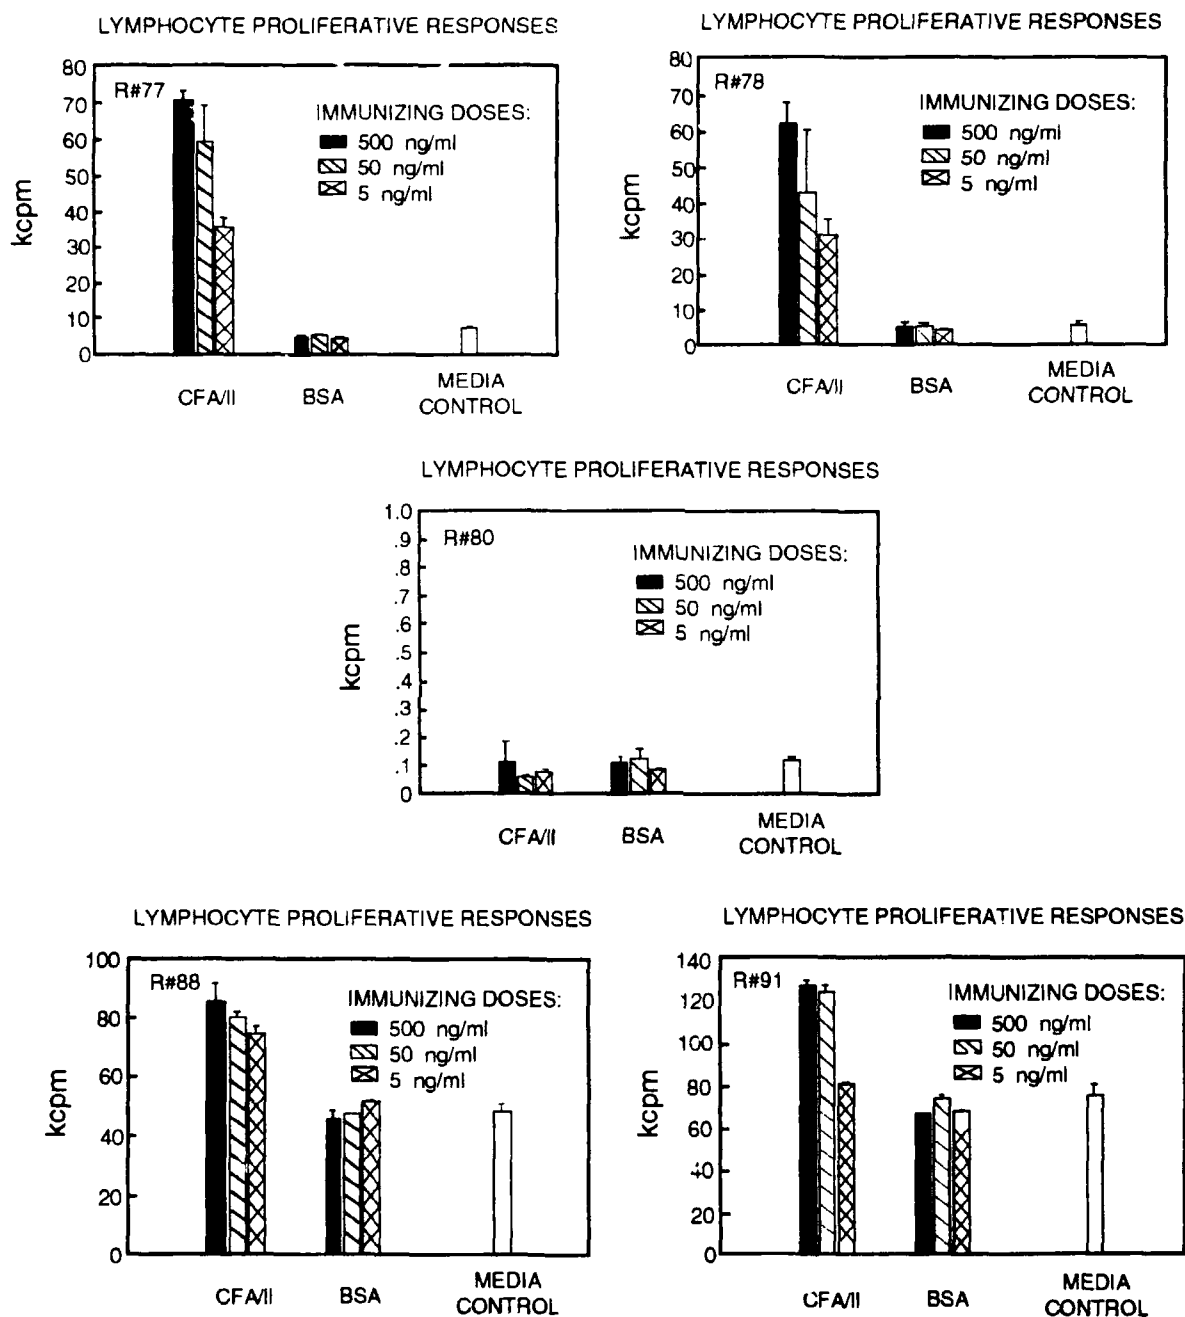 LYMPHOCYTE PROLIFERATIVE RESPONSES
80
70
60
50
40
30
20
10
0
kcpm
R#77
IMMUNIZING DOSES:
500 ng/ml
50 ng/ml
5 ng/ml
CFA/II
BSA
MEDIA
CONTROL
LYMPHOCYTE PROLIFERATIVE RESPONSES
80
70
60
50
40
30
20
10
0
kcpm
R#78
IMMUNIZING DOSES:
500 ng/ml
50 ng/ml
5 ng/ml
CFA/II
BSA
MEDIA
CONTROL
LYMPHOCYTE PROLIFERATIVE RESPONSES
1.0
.9
.8
.7
.6
.5
.4
.3
.2
.1
0
kcpm
R#80
IMMUNIZING DOSES:
500 ng/ml
50 ng/ml
5 ng/ml
CFA/II
BSA
MEDIA
CONTROL
LYMPHOCYTE PROLIFERATIVE RESPONSES
100
80
60
40
20
0
kcpm
R#88
IMMUNIZING DOSES:
500 ng/ml
50 ng/ml
5 ng/ml
CFA/II
BSA
MEDIA
CONTROL
LYMPHOCYTE PROLIFERATIVE RESPONSES
140
120
100
80
60
40
20
0
kcpm
R#91
IMMUNIZING DOSES:
500 ng/ml
50 ng/ml
5 ng/ml
CFA/II
BSA
MEDIA
CONTROL